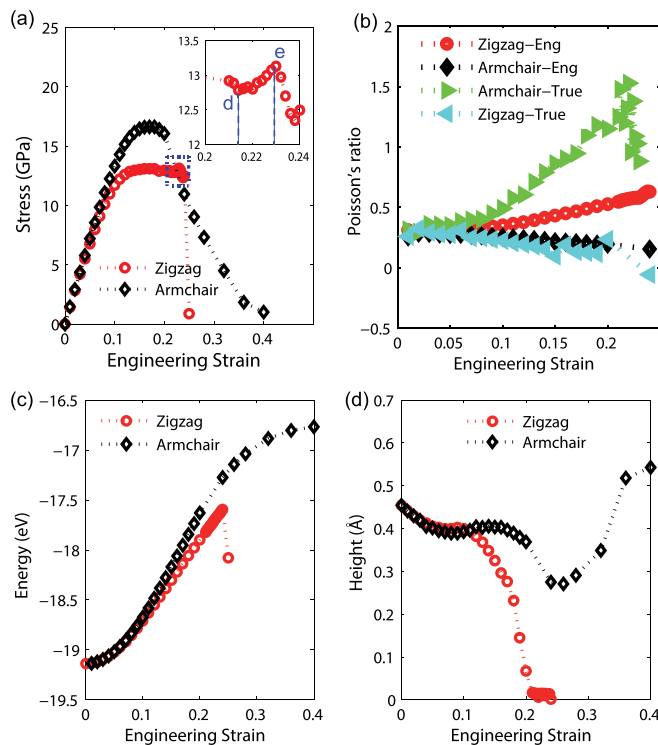 (a)
25
20
15
10
5
0
0
0.1
0.2
0.3
0.4
Stress (GPa)
Engineering Strain
Zigzag
Armchair
14
13.5
13
12.5
12
0.2
0.22
0.24
d
e
(b)
2
1.5
1
0.5
0
−0.5
0
0.05
0.1
0.15
0.2
Poisson's ratio
Engineering Strain
Zigzag−Eng
Armchair−Eng
Armchair−True
Zigzag−True
(c)
−16.5
−17
−17.5
−18
−18.5
−19
−19.5
0
0.1
0.2
0.3
0.4
Energy (eV)
Engineering Strain
Zigzag
Armchair
(d)
0.7
0.6
0.5
0.4
0.3
0.2
0.1
0
0
0.1
0.2
0.3
0.4
Height (Å)
Engineering Strain
Zigzag
Armchair